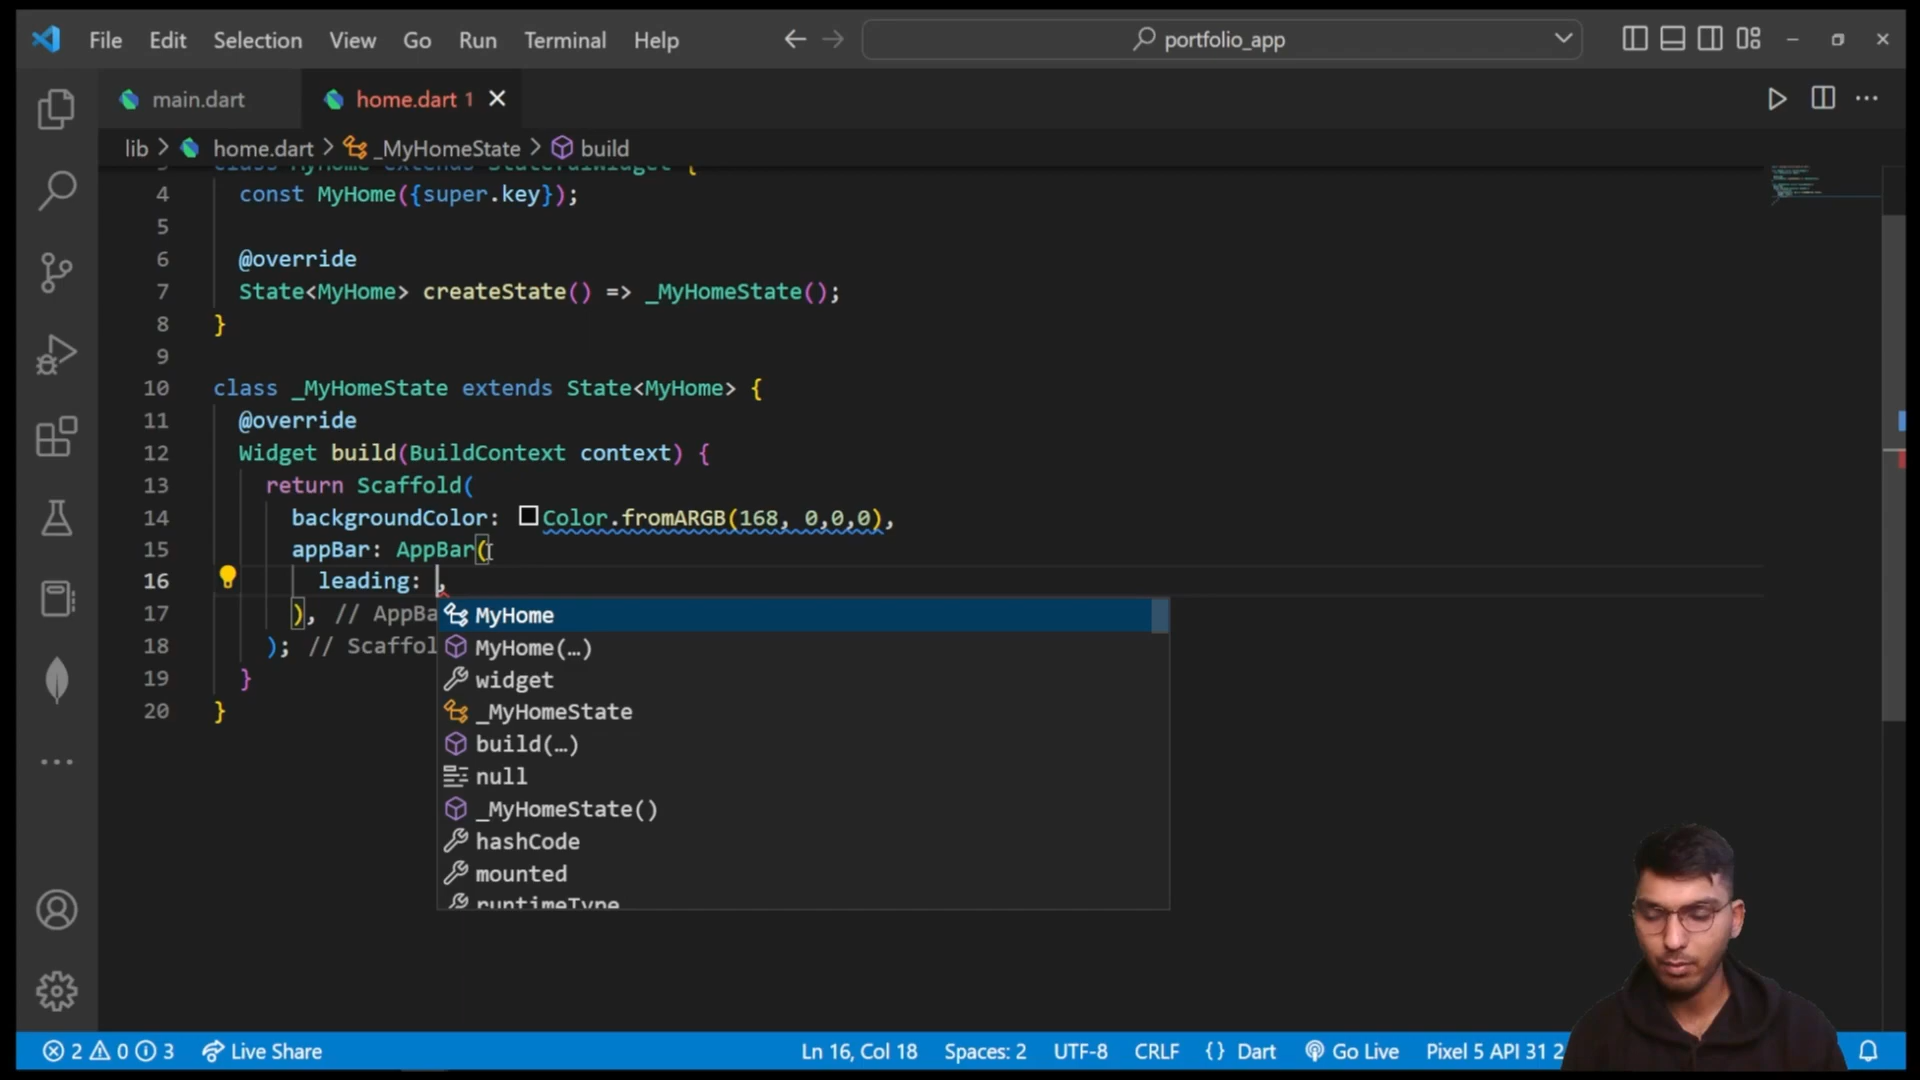 File Edit Selection View Go Run Terminal Help portfolio_app
main.dart home.dart 1
lib > home.dart > _MyHomeState > build
class MyHome extends StatefulWidget {
4 const MyHome({super.key});
5
6 @override
7 State<MyHome> createState() => _MyHomeState();
8 }
9
10 class _MyHomeState extends State<MyHome> {
11 @override
12 Widget build(BuildContext context) {
13 return Scaffold(
14 backgroundColor: Color.fromARGB(168, 0,0,0),
15 appBar: AppBar(
16 leading: ,
17 ), // AppBa
18 ); // Scaffol
19 }
20 }
MyHome
MyHome(…)
widget
_MyHomeState
build(…)
null
_MyHomeState()
hashCode
mounted
runtimeType
2 0 3 Live Share Ln 16, Col 18 Spaces: 2 UTF-8 CRLF {} Dart Go Live Pixel 5 API 31 2